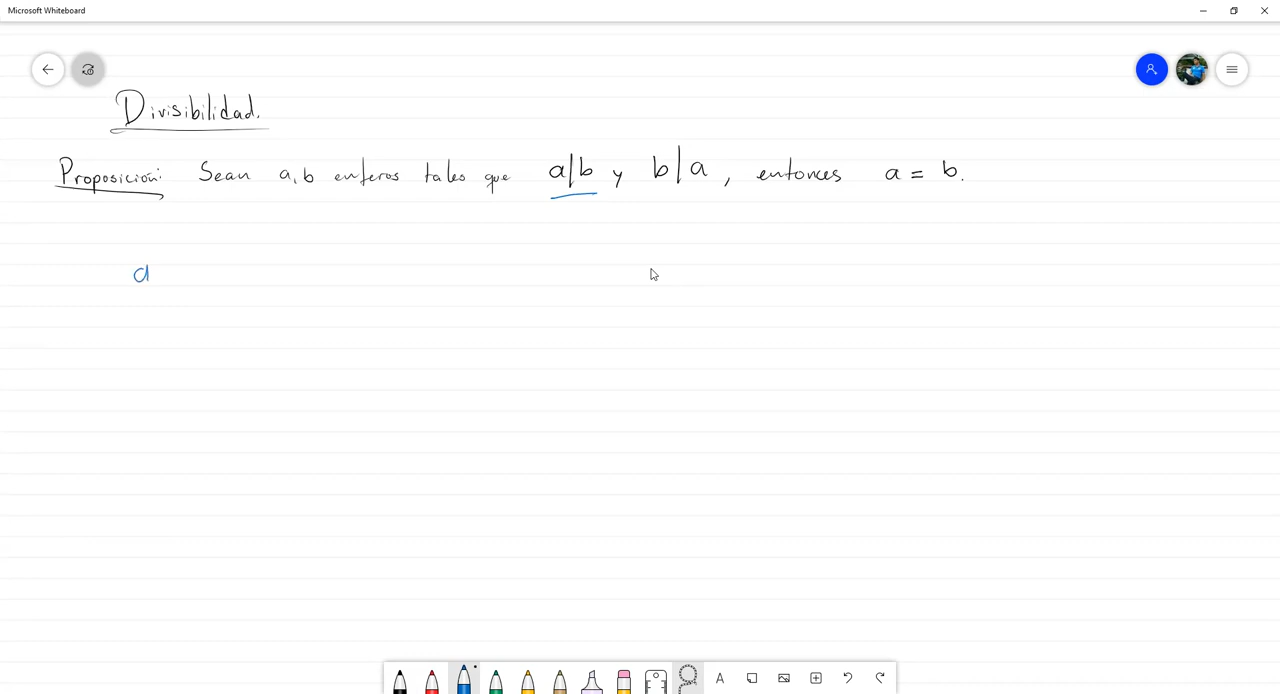 Microsoft Whiteboard
Divisibilidad.
Proposición: Sean a, b enteros tales que a|b y b|a, entonces a = b.
a
A